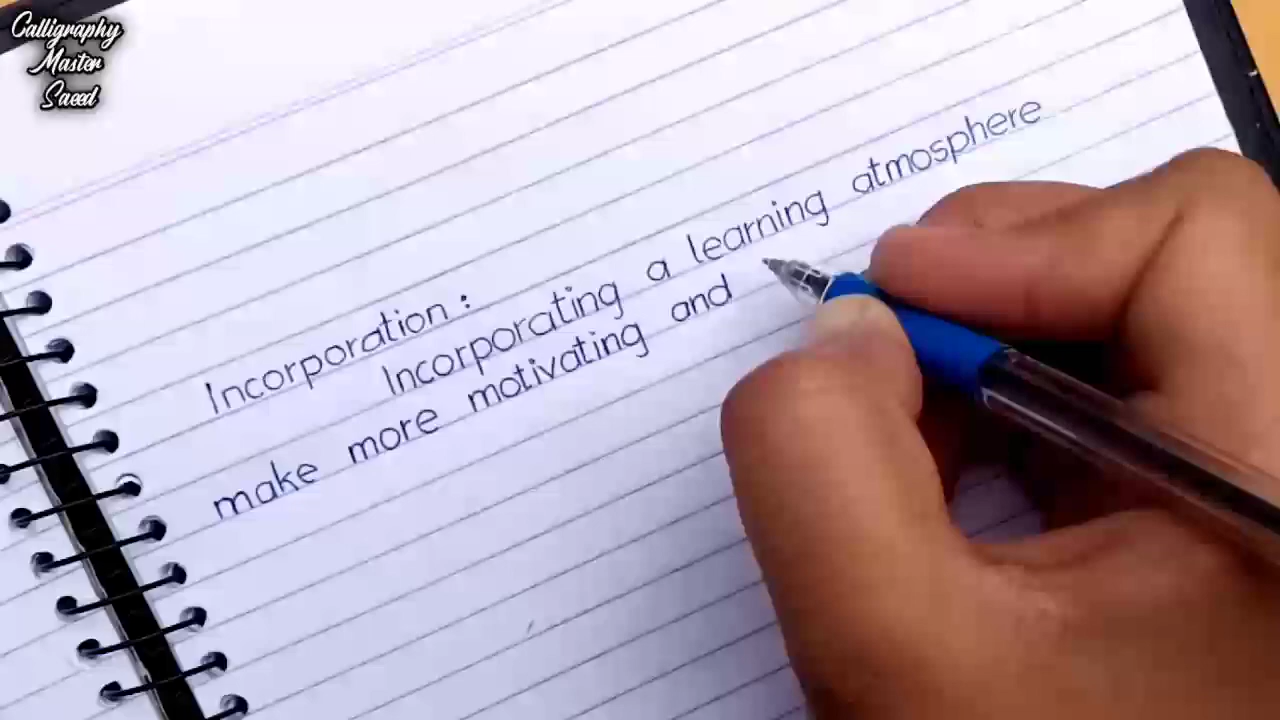 Calligraphy
Master
Saeed
Incorporation :
Incorporating a learning atmosphere
make more motivating and